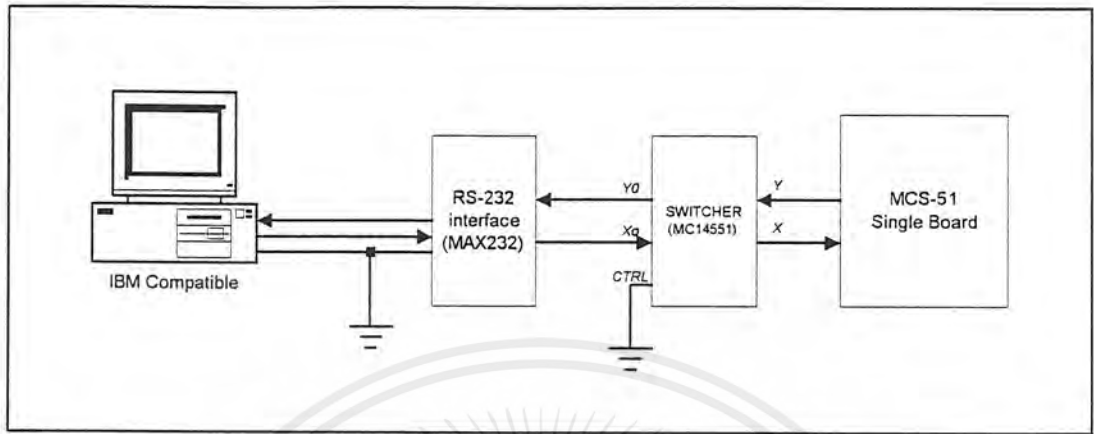 IBM Compatible
RS-232
interface
(MAX232)
Y0
Xo
CTRL
SWITCHER
(MC14551)
Y
X
MCS-51
Single Board